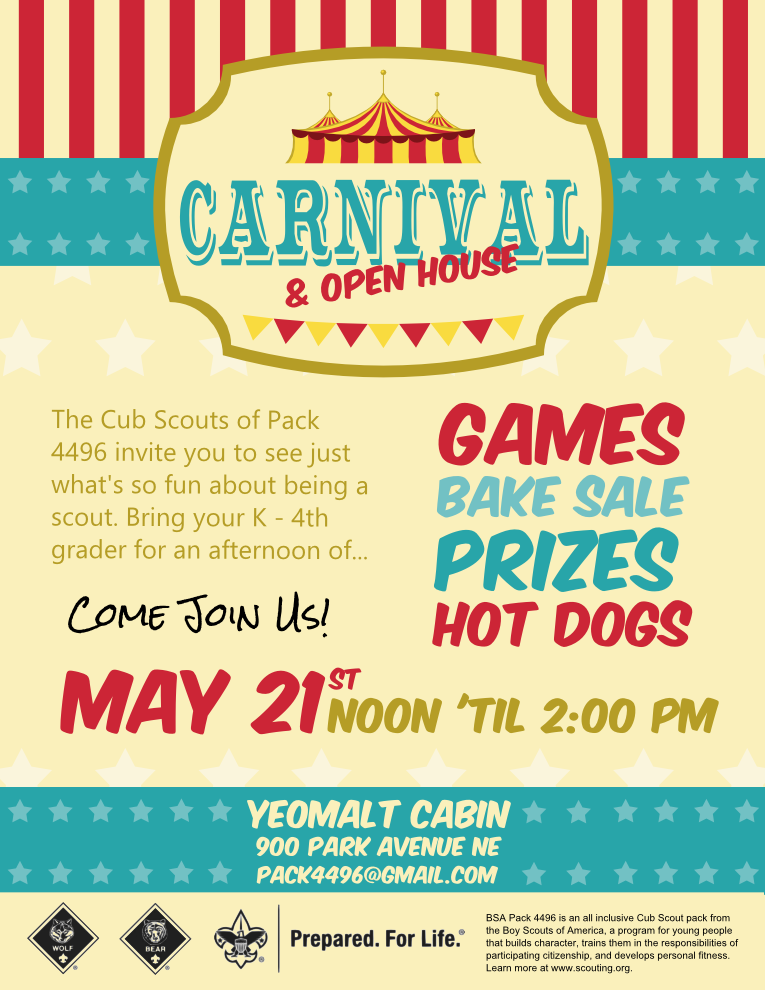 CARNIVAL
& OPEN HOUSE
The Cub Scouts of Pack
4496 invite you to see just
what's so fun about being a
scout. Bring your K - 4th
grader for an afternoon of...
GAMES
BAKE SALE
PRIZES
HOT DOGS
Come Join Us!
MAY 21ST NOON 'TIL 2:00 PM
YEOMALT CABIN
900 PARK AVENUE NE
PACK4496@GMAIL.COM
WOLF
®
BEAR
®
®
Prepared. For Life.®
BSA Pack 4496 is an all inclusive Cub Scout pack from
the Boy Scouts of America, a program for young people
that builds character, trains them in the responsibilities of
participating citizenship, and develops personal fitness.
Learn more at www.scouting.org.